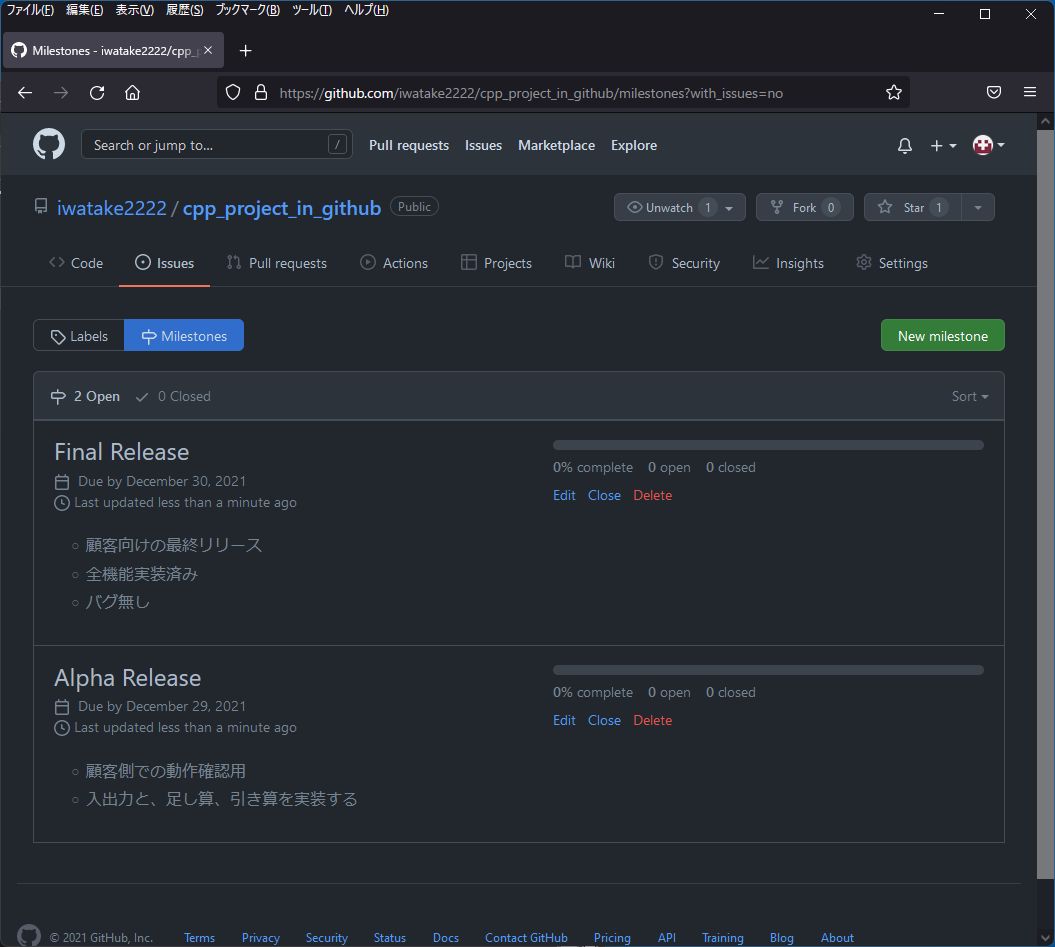 ファイル(F) 編集(E) 表示(V) 履歴(S) ブックマーク(B) ツール(T) ヘルプ(H)
Milestones - iwatake2222/cpp_p
https://github.com/iwatake2222/cpp_project_in_github/milestones?with_issues=no
Search or jump to... / Pull requests Issues Marketplace Explore
iwatake2222 / cpp_project_in_github Public Unwatch 1 Fork 0 Star 1
Code Issues Pull requests Actions Projects Wiki Security Insights Settings
Labels Milestones New milestone
2 Open 0 Closed Sort
Final Release
Due by December 30, 2021
Last updated less than a minute ago
0% complete 0 open 0 closed
Edit Close Delete
顧客向けの最終リリース
全機能実装済み
バグ無し
Alpha Release
Due by December 29, 2021
Last updated less than a minute ago
0% complete 0 open 0 closed
Edit Close Delete
顧客側での動作確認用
入出力と、足し算、引き算を実装する
© 2021 GitHub, Inc. Terms Privacy Security Status Docs Contact GitHub Pricing API Training Blog About